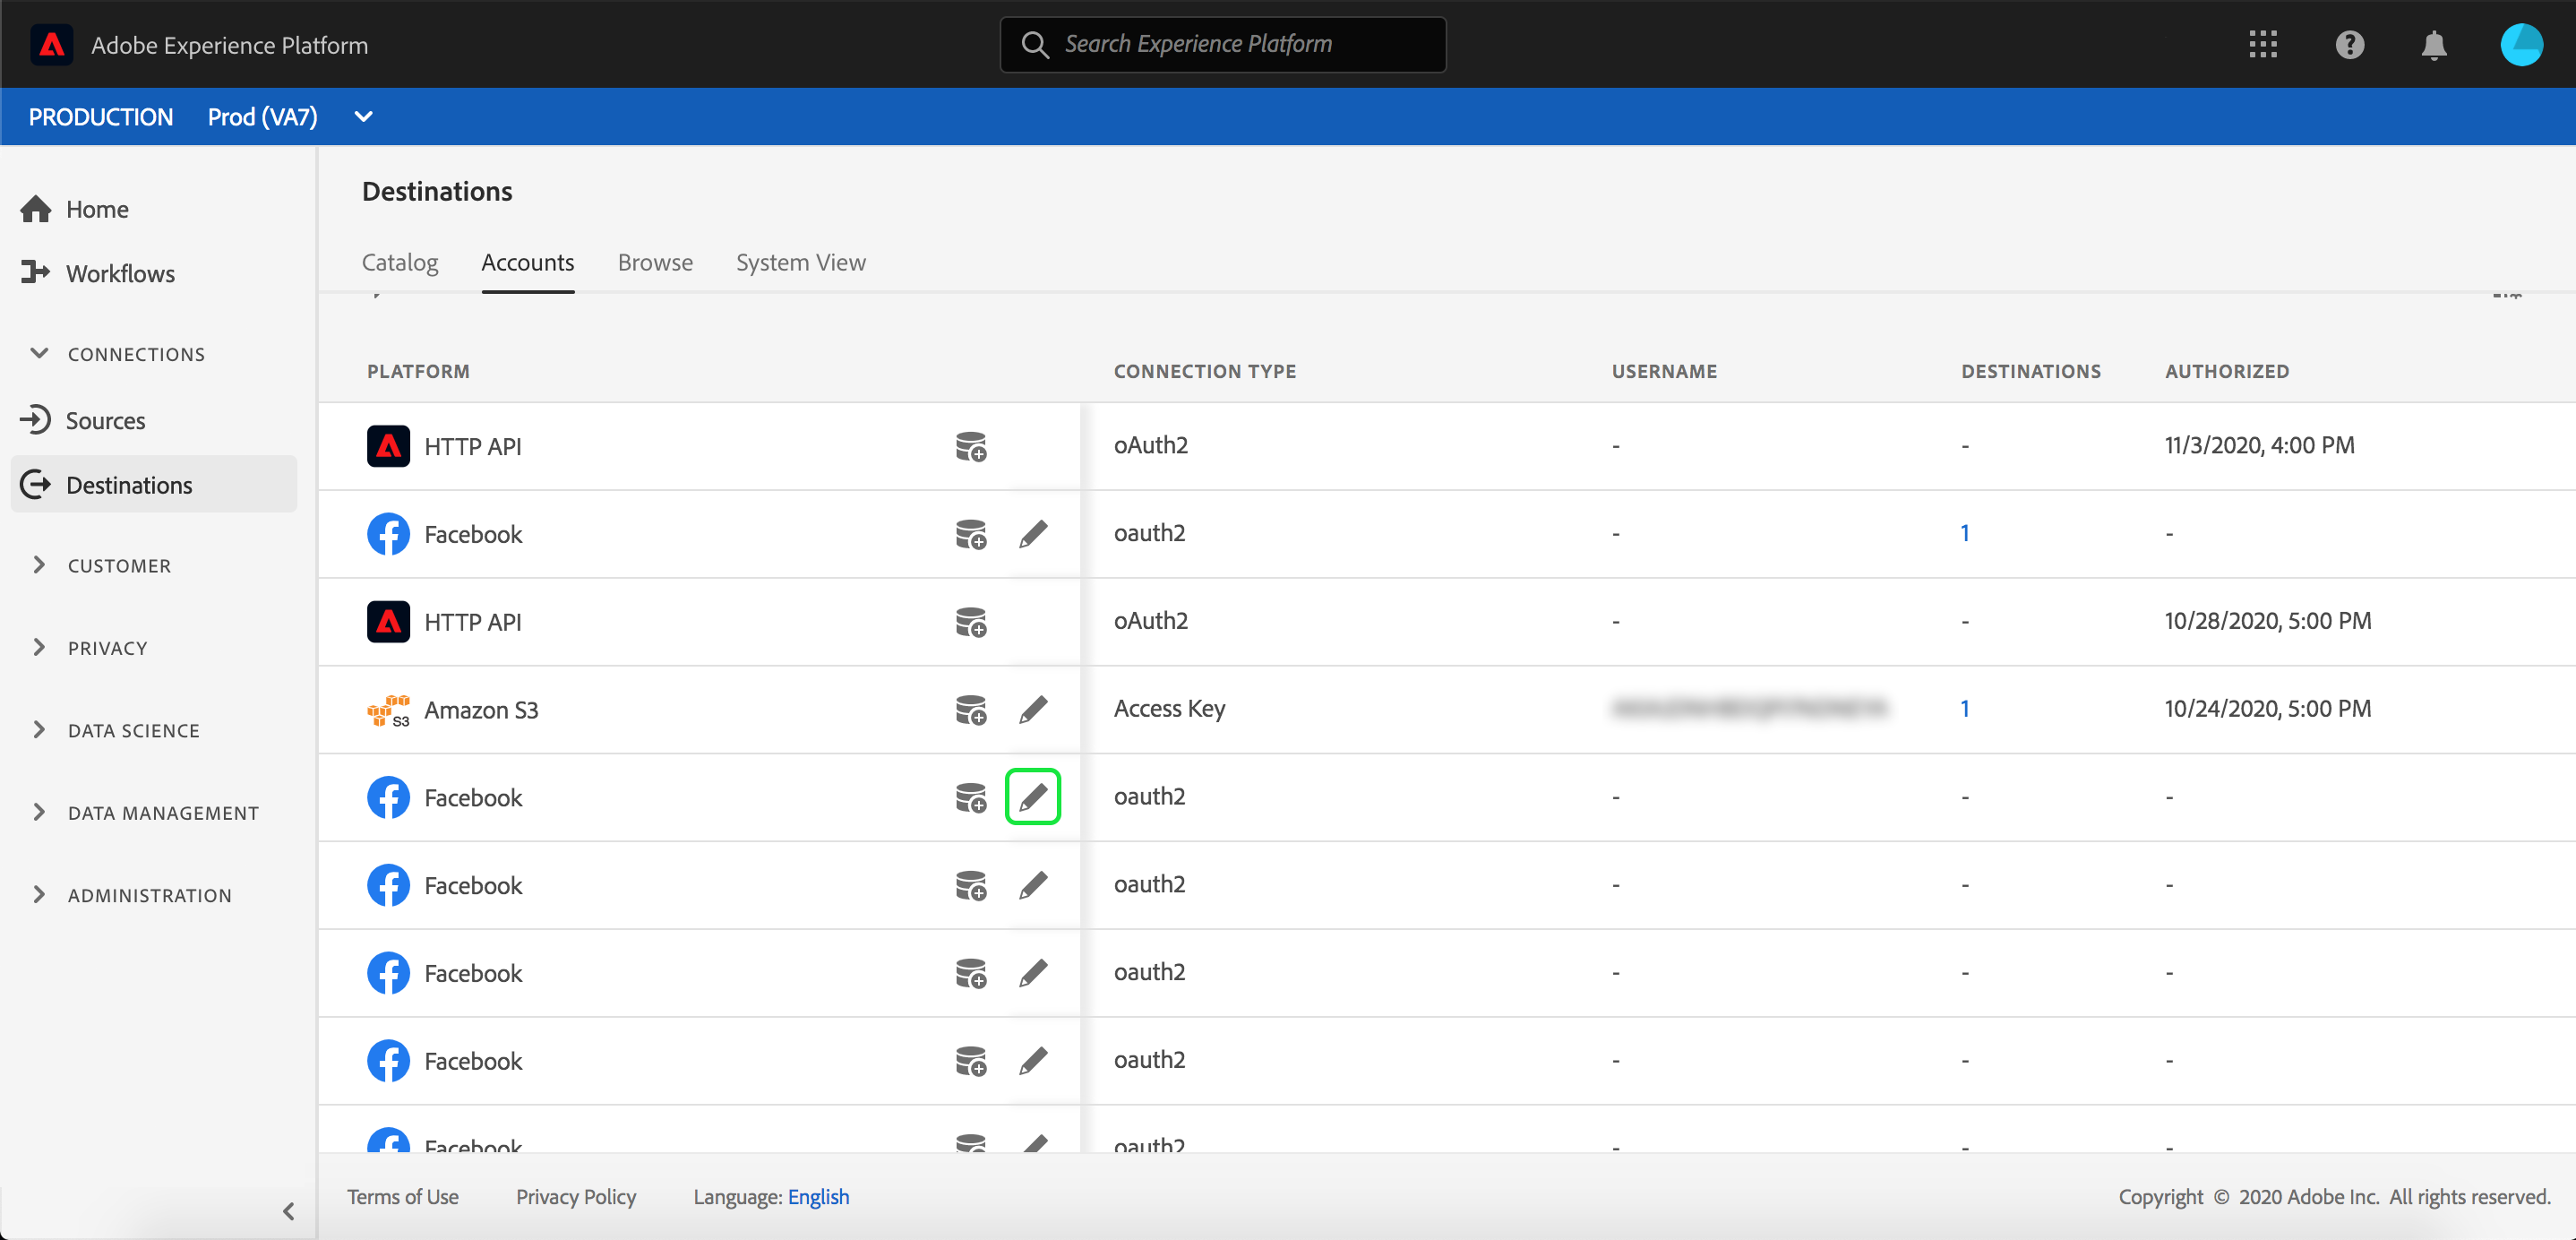 Adobe Experience Platform
Search Experience Platform
PRODUCTION Prod (VA7)
Home
Workflows
CONNECTIONS
Sources
Destinations
CUSTOMER
PRIVACY
DATA SCIENCE
DATA MANAGEMENT
ADMINISTRATION
Destinations
Catalog Accounts Browse System View
PLATFORM CONNECTION TYPE USERNAME DESTINATIONS AUTHORIZED
HTTP API oAuth2 - - 11/3/2020, 4:00 PM
Facebook oauth2 - 1 -
HTTP API oAuth2 - - 10/28/2020, 5:00 PM
S3 Amazon S3 Access Key 1 10/24/2020, 5:00 PM
Facebook oauth2 - - -
Facebook oauth2 - - -
Facebook oauth2 - - -
Facebook oauth2 - - -
Facebook oauth2 - - -
Terms of Use Privacy Policy Language: English Copyright © 2020 Adobe Inc. All rights reserved.